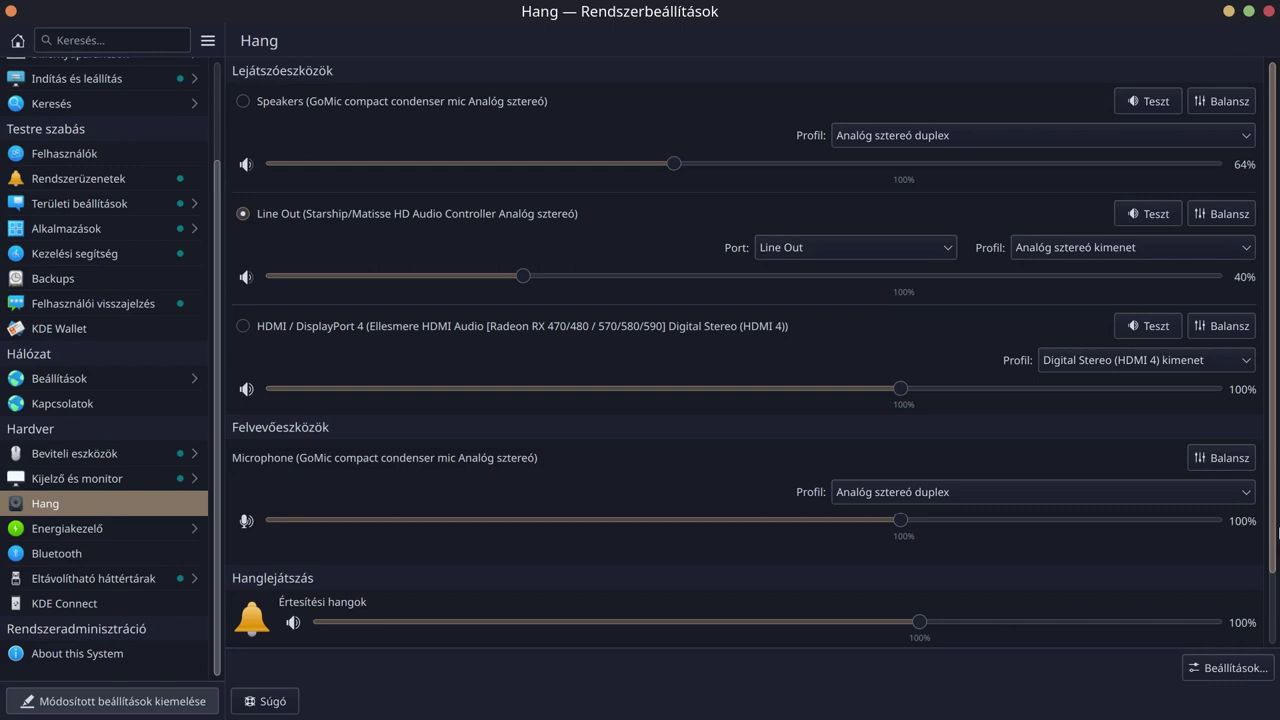 Hang — Rendszerbeállítások
Keresés...
Hang
Indítás és leállítás
Keresés
Testre szabás
Felhasználók
Rendszerüzenetek
Területi beállítások
Alkalmazások
Kezelési segítség
Backups
Felhasználói visszajelzés
KDE Wallet
Hálózat
Beállítások
Kapcsolatok
Hardver
Beviteli eszközök
Kijelző és monitor
Hang
Energiakezelő
Bluetooth
Eltávolítható háttértárak
KDE Connect
Rendszeradminisztráció
About this System
Módosított beállítások kiemelése
Lejátszóeszközök
Speakers (GoMic compact condenser mic Analóg sztereó)
Teszt
Balansz
Profil: Analóg sztereó duplex
64%
100%
Line Out (Starship/Matisse HD Audio Controller Analóg sztereó)
Teszt
Balansz
Port: Line Out
Profil: Analóg sztereó kimenet
40%
100%
HDMI / DisplayPort 4 (Ellesmere HDMI Audio [Radeon RX 470/480 / 570/580/590] Digital Stereo (HDMI 4))
Teszt
Balansz
Profil: Digital Stereo (HDMI 4) kimenet
100%
100%
Felvevőeszközök
Microphone (GoMic compact condenser mic Analóg sztereó)
Balansz
Profil: Analóg sztereó duplex
100%
100%
Hanglejátszás
Értesítési hangok
100%
100%
Beállítások...
Súgó